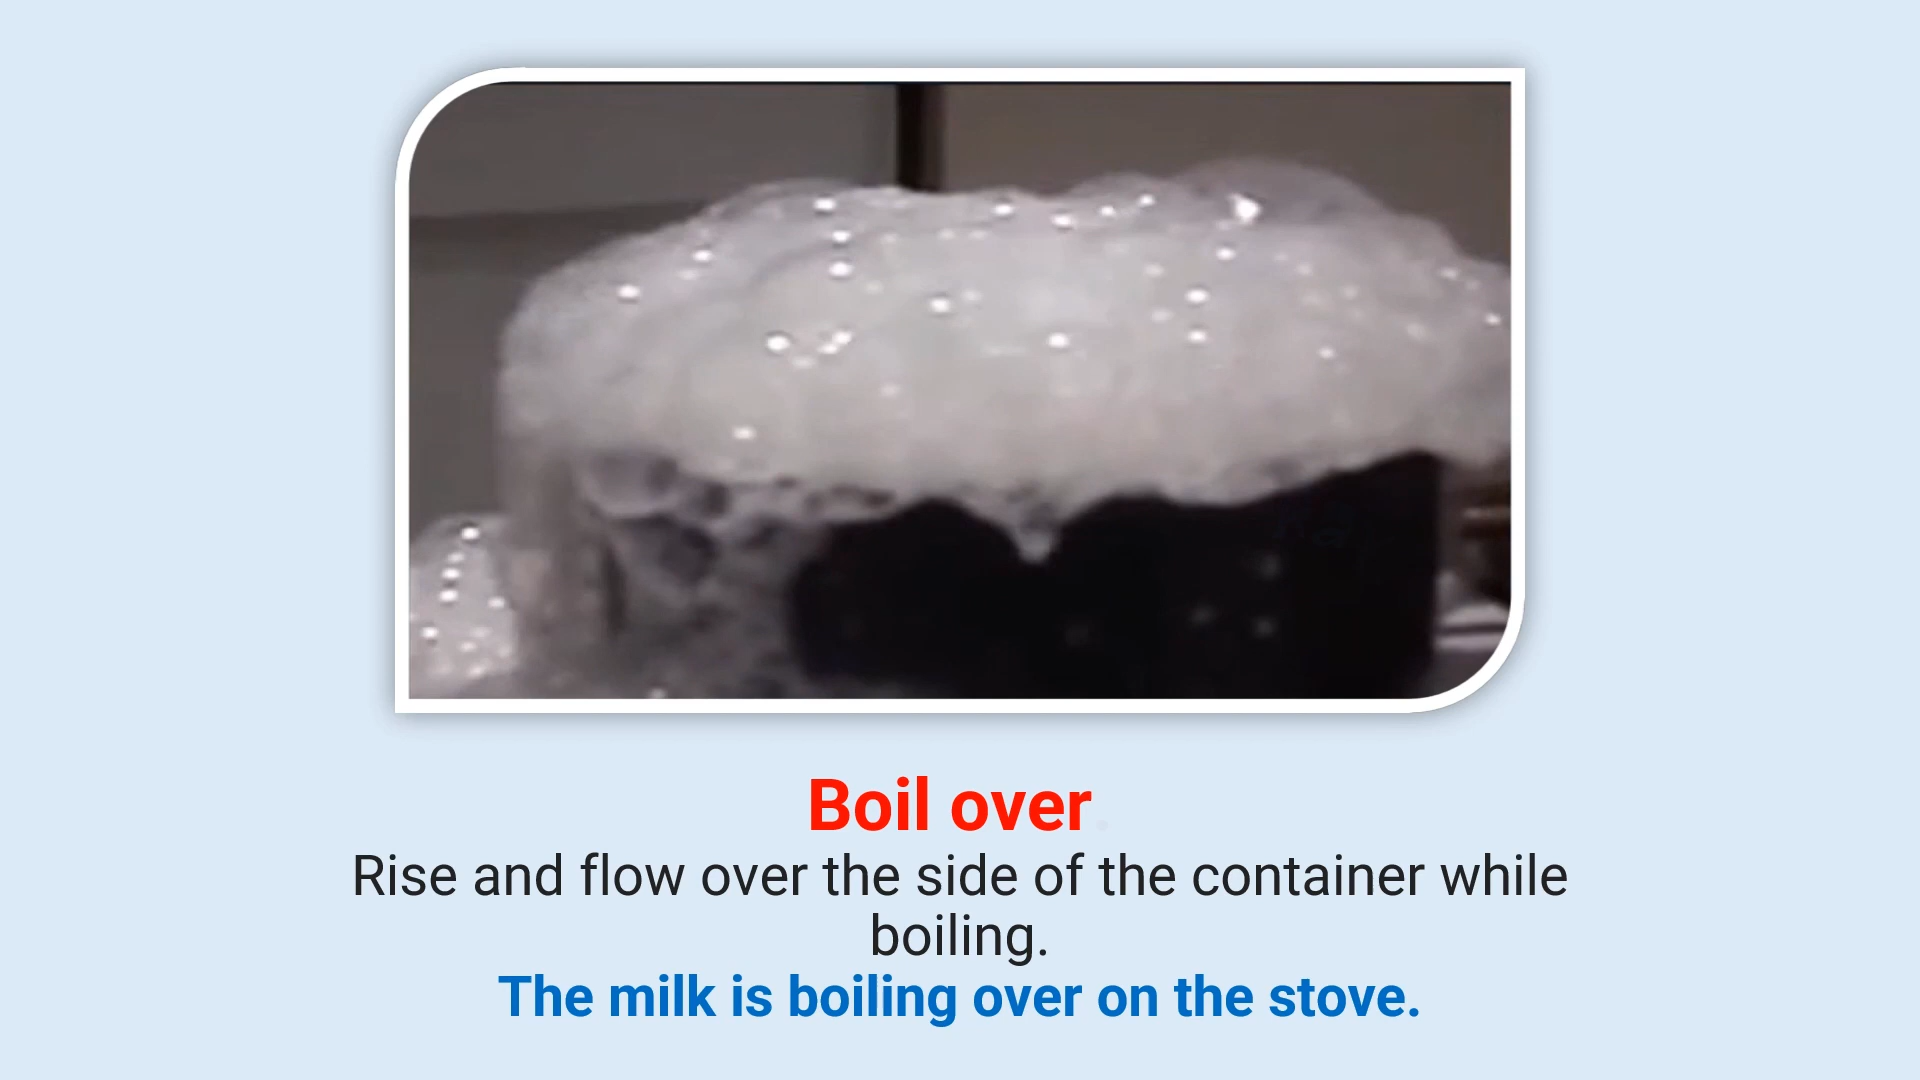 Boil over
Rise and flow over the side of the container while
boiling.
The milk is boiling over on the stove.